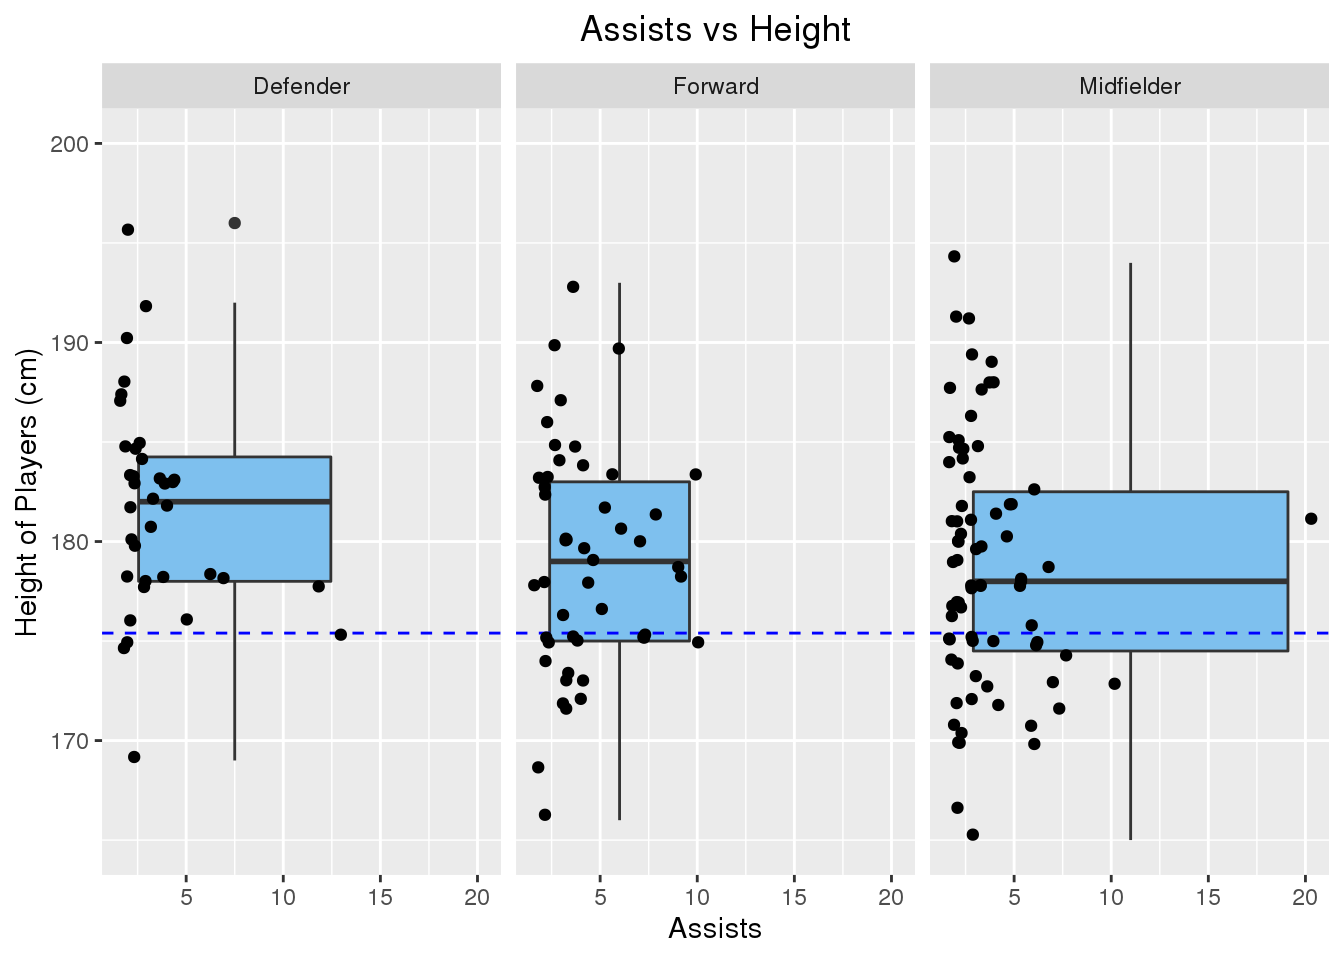 Assists vs Height
Defender Forward Midfielder
200
190
180
170
Height of Players (cm)
5 10 15 20 5 10 15 20 5 10 15 20
Assists